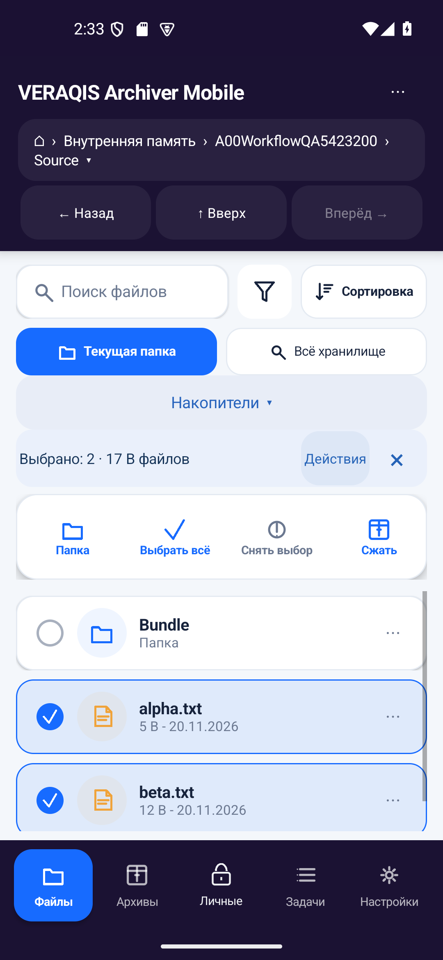 2:33
VERAQIS Archiver Mobile
···
› Внутренняя память › A00WorkflowQA5423200 ›
Source ▾
← Назад
↑ Вверх
Вперёд →
Поиск файлов
Сортировка
Текущая папка
Всё хранилище
Накопители ▾
Выбрано: 2 · 17 B файлов
Действия
Папка
Выбрать всё
Снять выбор
Сжать
Bundle
Папка
···
alpha.txt
5 B - 20.11.2026
···
beta.txt
12 B - 20.11.2026
···
Файлы
Архивы
Личные
Задачи
Настройки